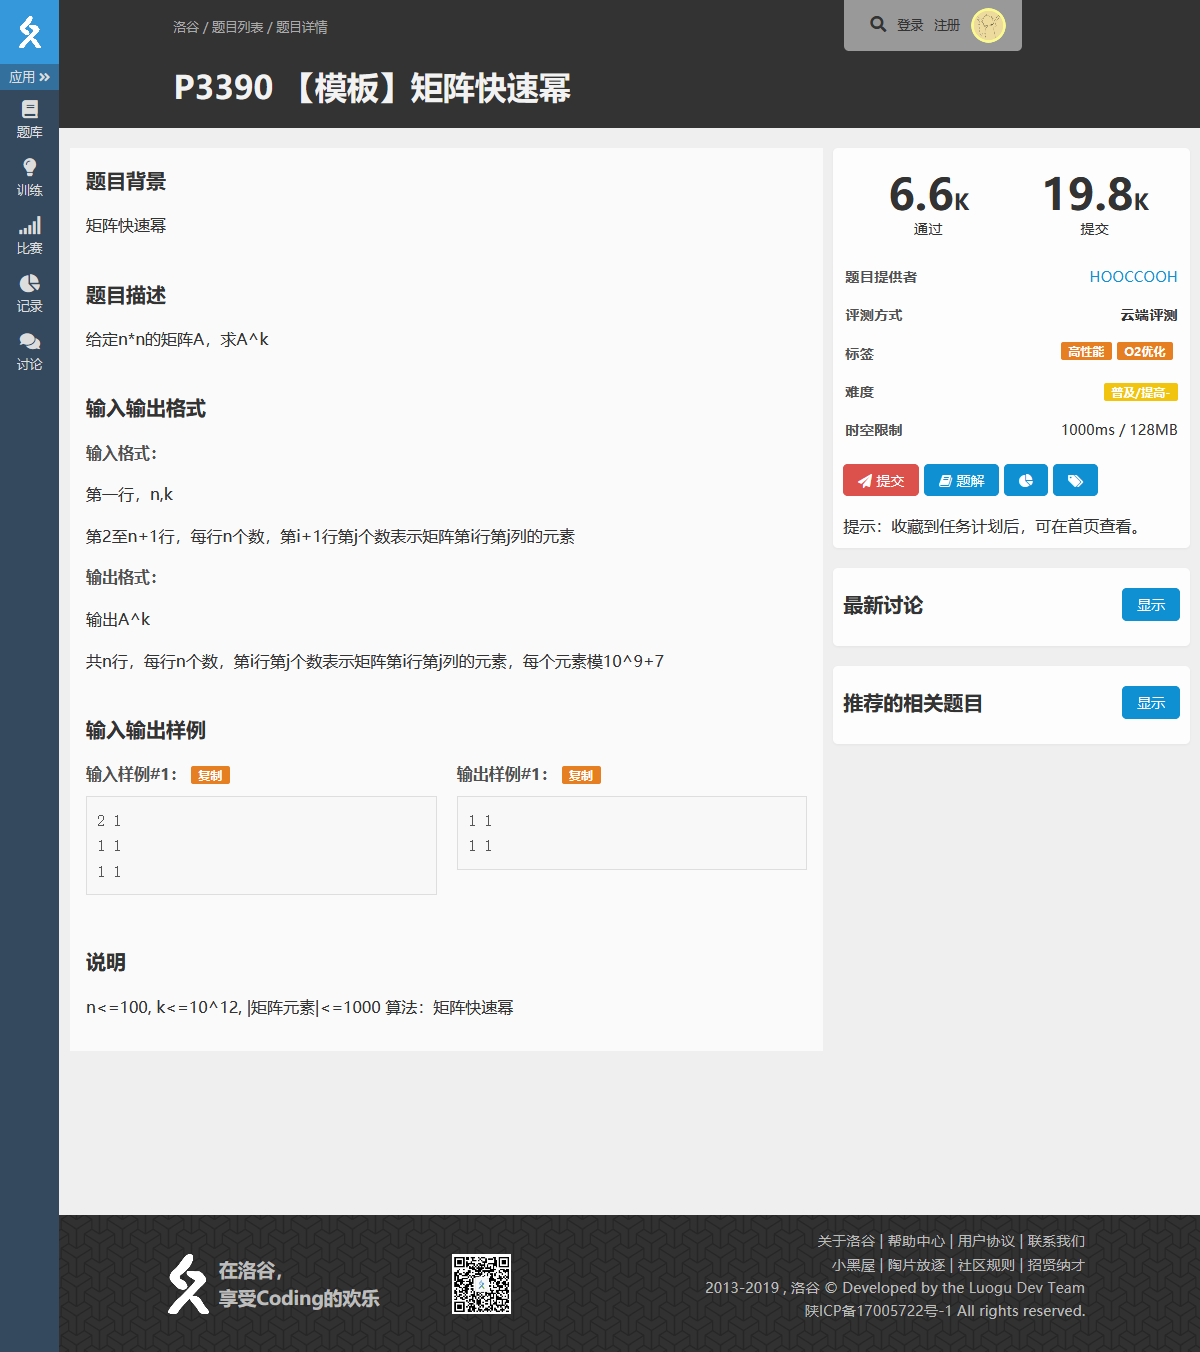 洛谷 / 题目列表 / 题目详情
登录 注册
P3390 【模板】矩阵快速幂
应用
题库
训练
比赛
记录
讨论
题目背景
矩阵快速幂
题目描述
给定n*n的矩阵A，求A^k
输入输出格式
输入格式：
第一行，n,k
第2至n+1行，每行n个数，第i+1行第j个数表示矩阵第i行第j列的元素
输出格式：
输出A^k
共n行，每行n个数，第i行第j个数表示矩阵第i行第j列的元素，每个元素模10^9+7
输入输出样例
输入样例#1： 复制
2 1
1 1
1 1
输出样例#1： 复制
1 1
1 1
说明
n<=100, k<=10^12, |矩阵元素|<=1000 算法：矩阵快速幂
6.6K
通过
19.8K
提交
题目提供者 HOOCCOOH
评测方式 云端评测
标签 高性能 O2优化
难度 普及/提高-
时空限制 1000ms / 128MB
提交 题解
提示：收藏到任务计划后，可在首页查看。
最新讨论 显示
推荐的相关题目 显示
在洛谷，
享受Coding的欢乐
关于洛谷 | 帮助中心 | 用户协议 | 联系我们
小黑屋 | 陶片放逐 | 社区规则 | 招贤纳才
2013-2019 , 洛谷 © Developed by the Luogu Dev Team
陕ICP备17005722号-1 All rights reserved.